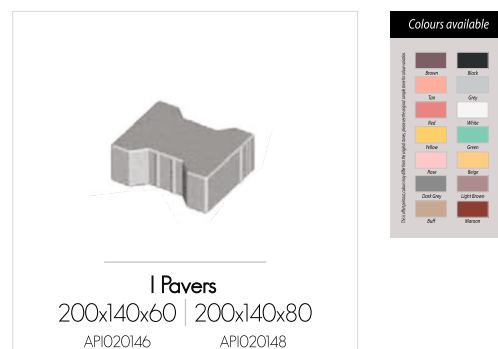 Colours available
Brown Black
Tan Grey
Red White
Yellow Green
Rose Beige
Dark Grey Light Brown
Buff Maroon
I Pavers
200x140x60 | 200x140x80
API020146 API020148